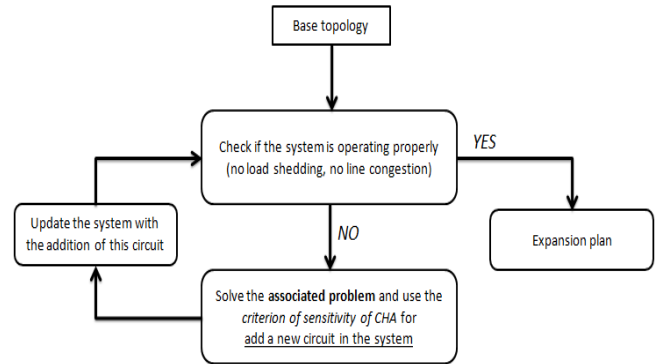 Base topology
Check if the system is operating properly
(no load shedding, no line congestion)
YES
Update the system with
the addition of this circuit
NO
Expansion plan
Solve the associated problem and use the
criterion of sensitivity of CHA for
add a new circuit in the system